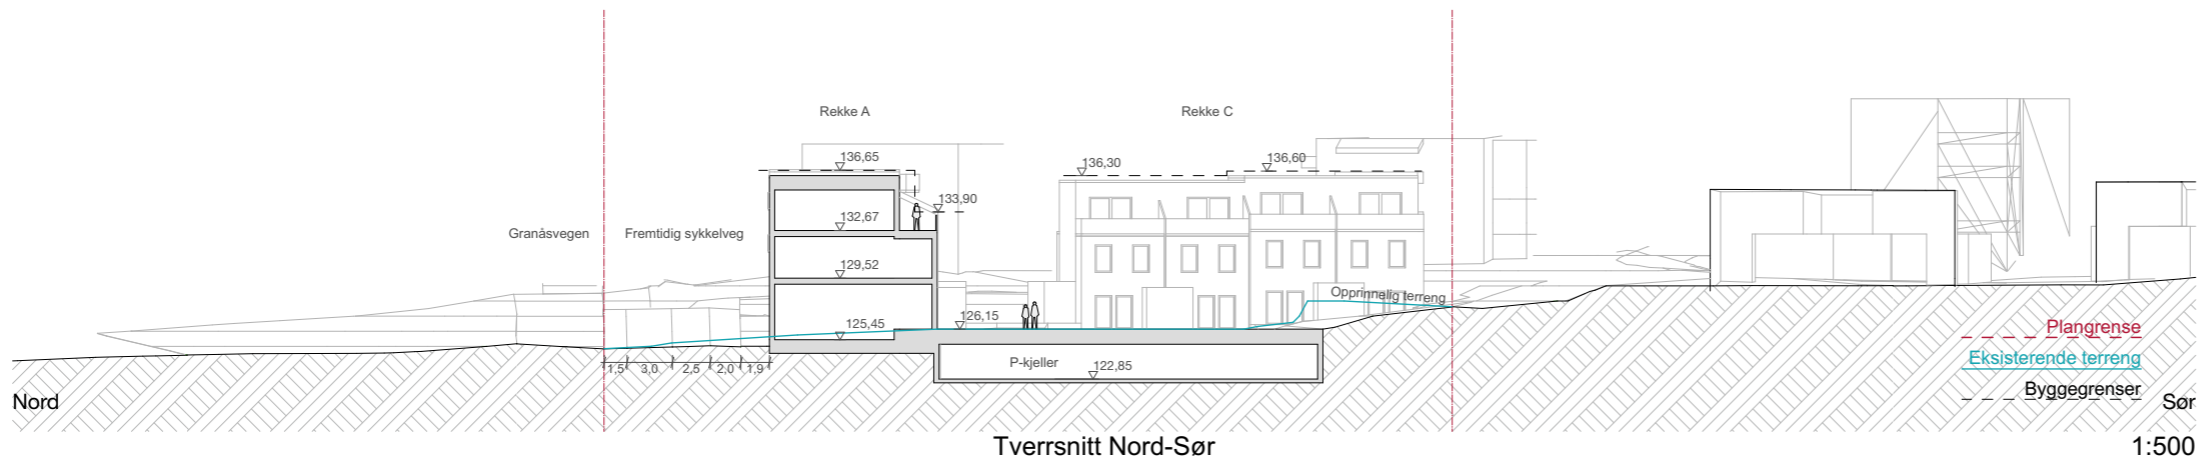 Rekke A
Rekke C
136,65
136,30
136,60
133,90
132,67
Granåsvegen
Fremtidig sykkelveg
129,52
Opprinnelig terreng
125,45
126,15
Plangrense
Eksisterende terreng
1,5
3,0
2,5
2,0
1,9
P-kjeller
122,85
Byggegrenser
Nord
Sør
Tverrsnitt Nord-Sør
1:500